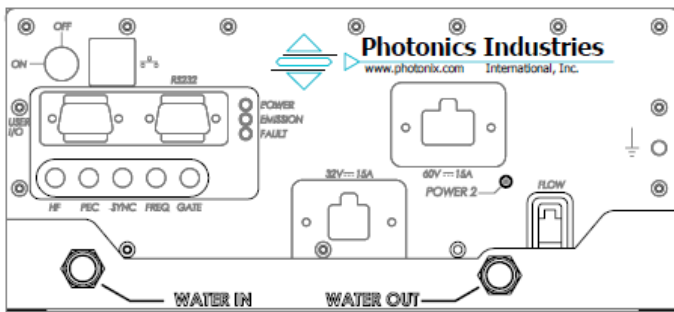 OFF
ON
RS232
Photonics Industries
www.photonix.com International, Inc.
USER I/O
POWER
EMISSION
FAULT
HF PEC SYNC FREQ GATE
32V⎓15A
60V⎓15A
POWER 2
FLOW
WATER IN
WATER OUT